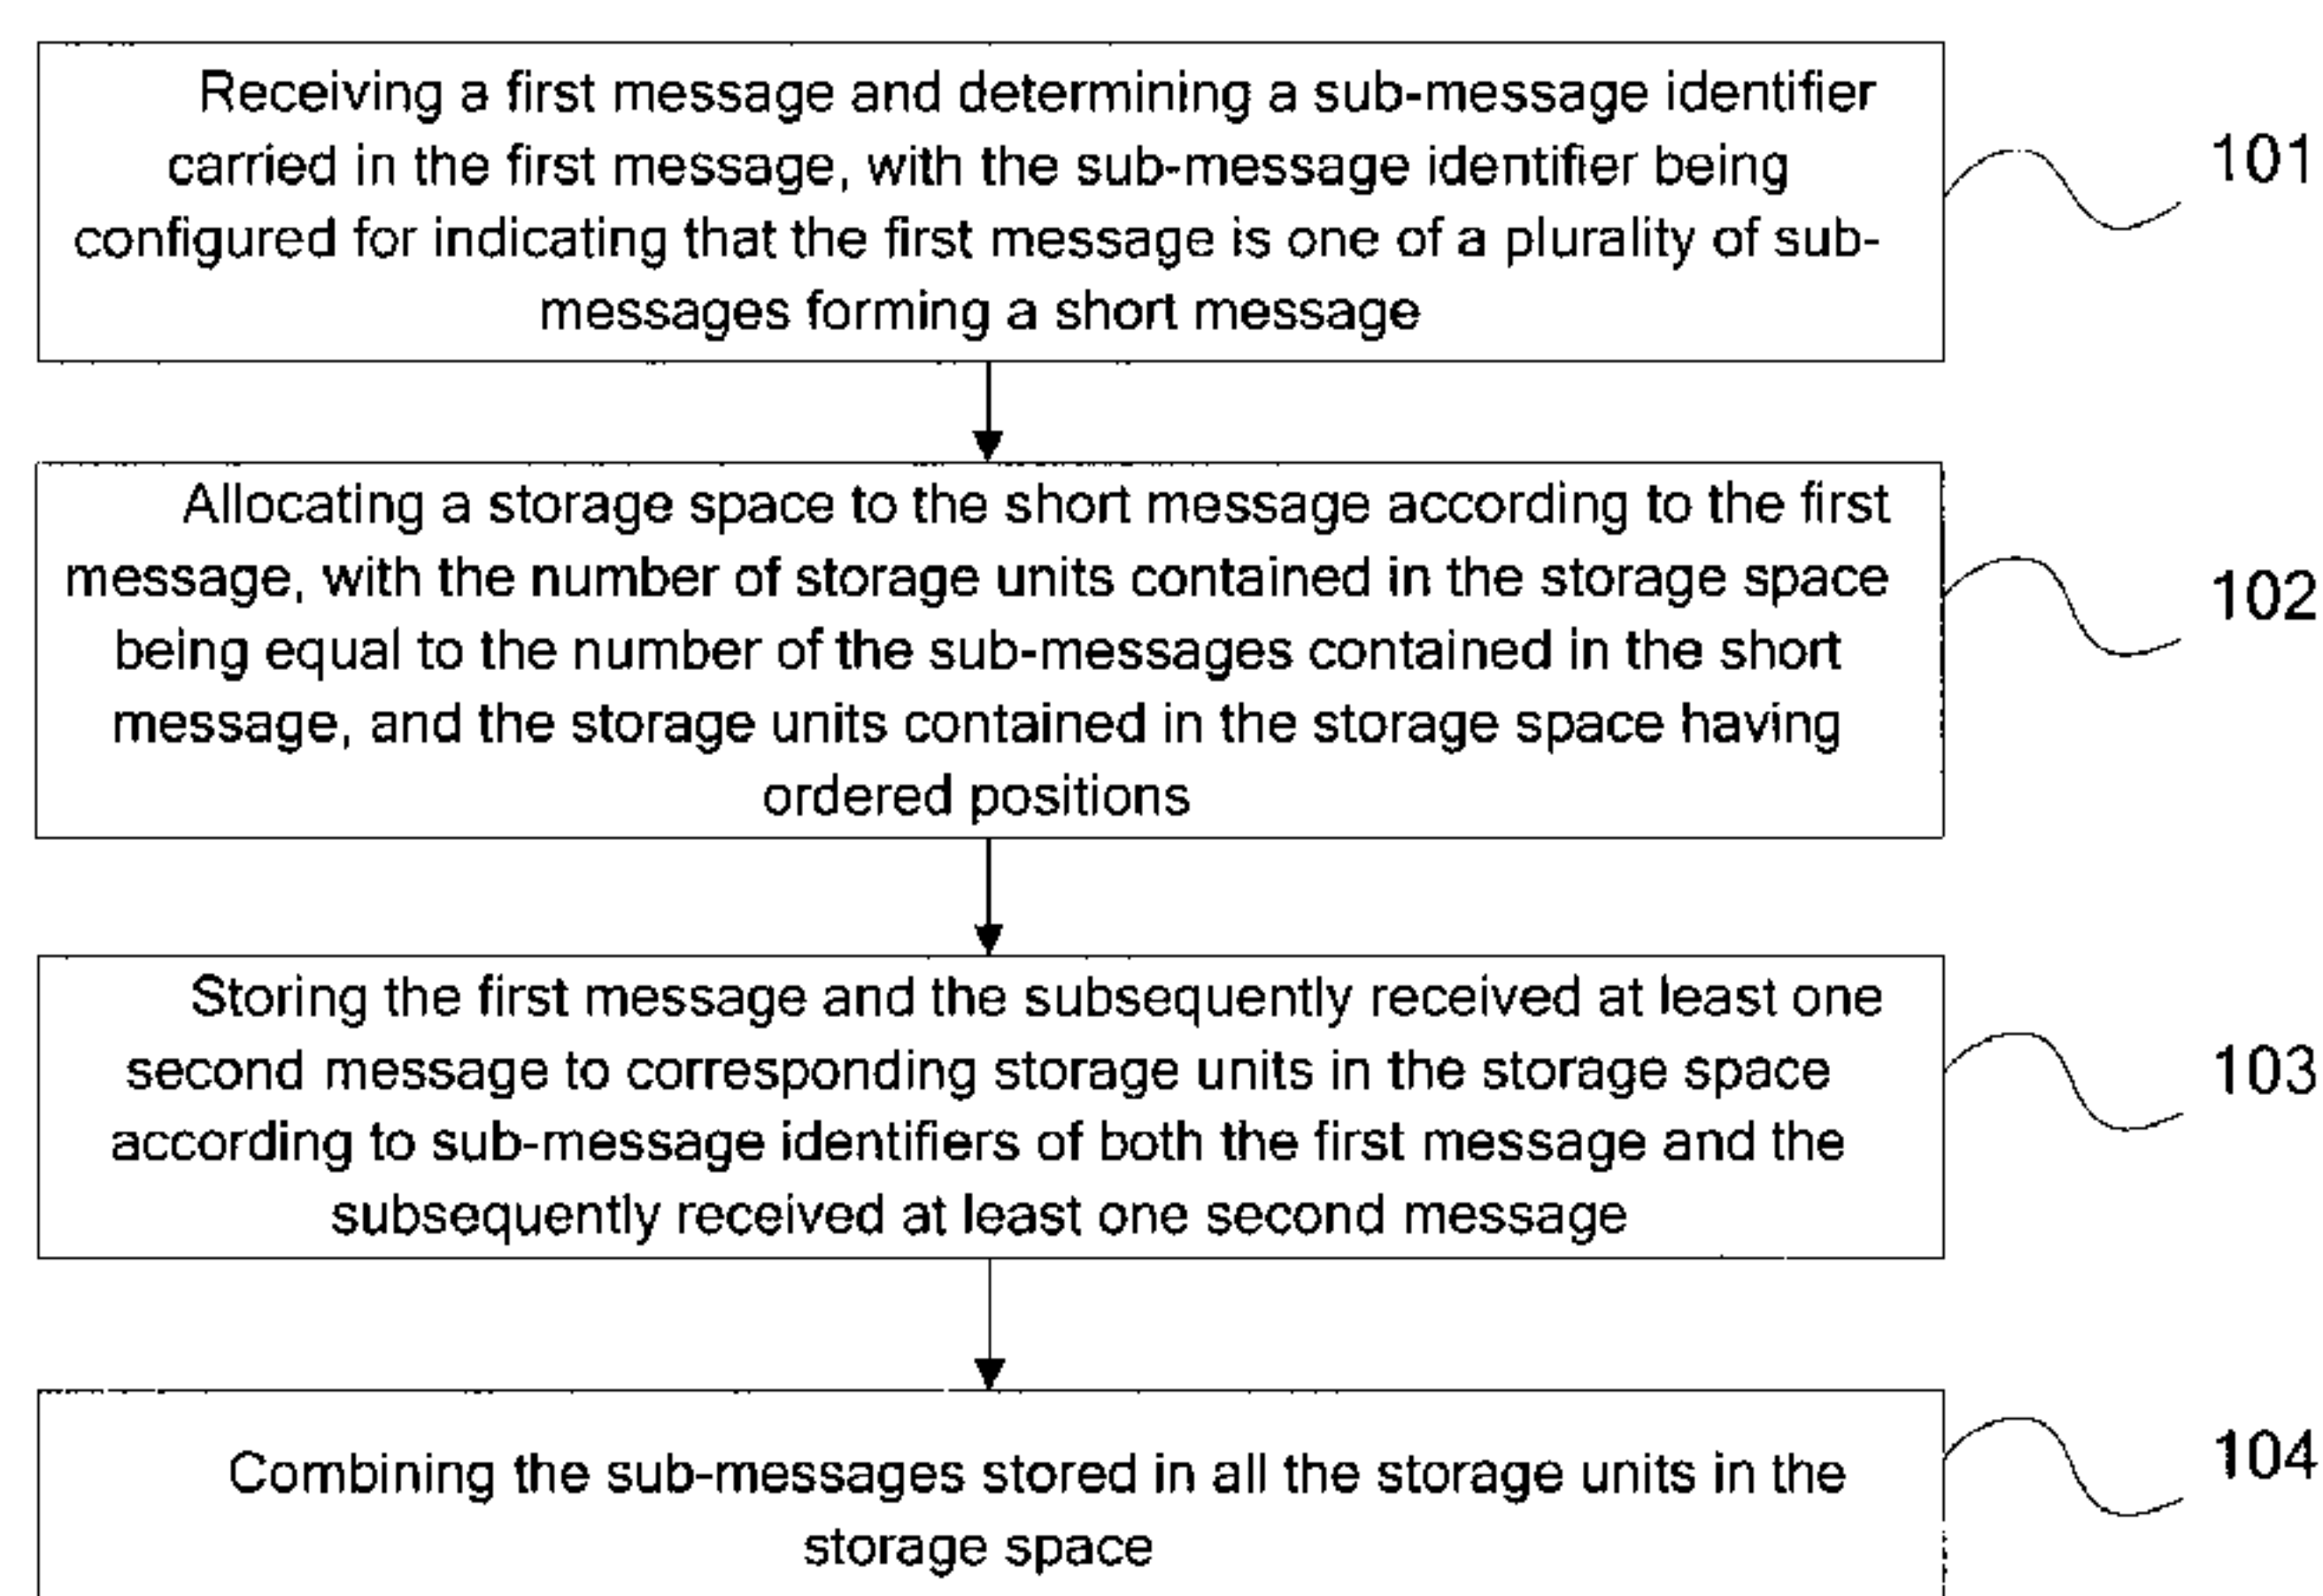 Receiving a first message and determining a sub-message identifier
carried in the first message, with the sub-message identifier being
configured for indicating that the first message is one of a plurality of sub-
messages forming a short message
101
Allocating a storage space to the short message according to the first
message, with the number of storage units contained in the storage space
being equal to the number of the sub-messages contained in the short
message, and the storage units contained in the storage space having
ordered positions
102
Storing the first message and the subsequently received at least one
second message to corresponding storage units in the storage space
according to sub-message identifiers of both the first message and the
subsequently received at least one second message
103
Combining the sub-messages stored in all the storage units in the
storage space
104